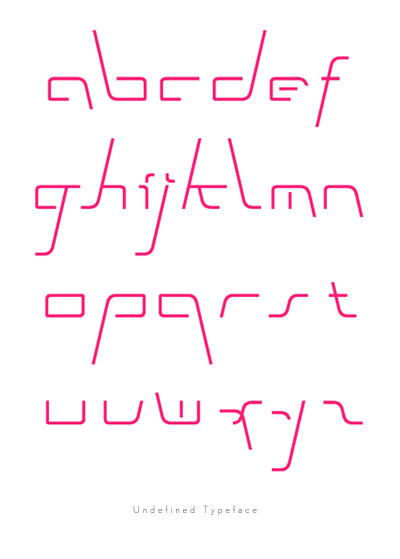 abcdef
ghijklmn
opqrst
uvwxyz
Undefined Typeface